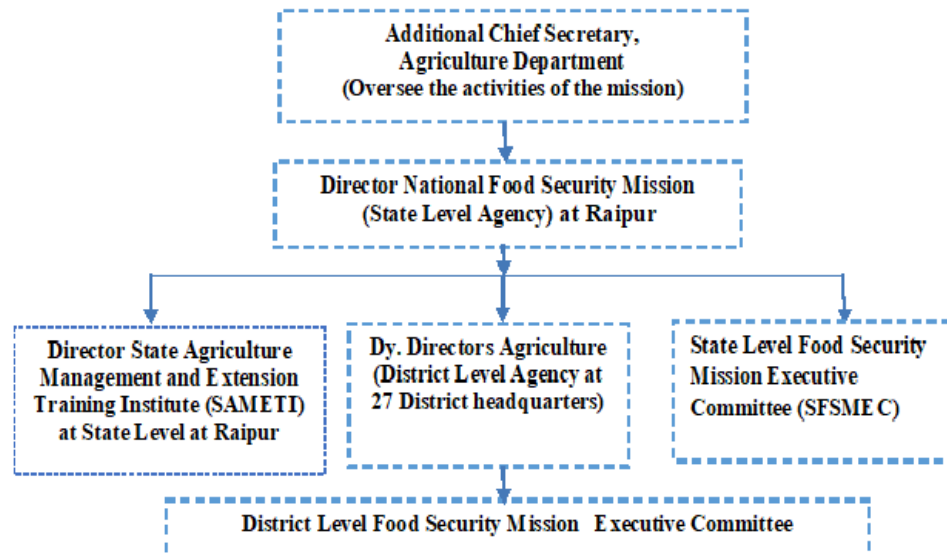 Additional Chief Secretary,
Agriculture Department
(Oversee the activities of the mission)
Director National Food Security Mission
(State Level Agency) at Raipur
Director State Agriculture
Management and Extension
Training Institute (SAMETI)
at State Level at Raipur
Dy. Directors Agriculture
(District Level Agency at
27 District headquarters)
State Level Food Security
Mission Executive
Committee (SFSMEC)
District Level Food Security Mission Executive Committee